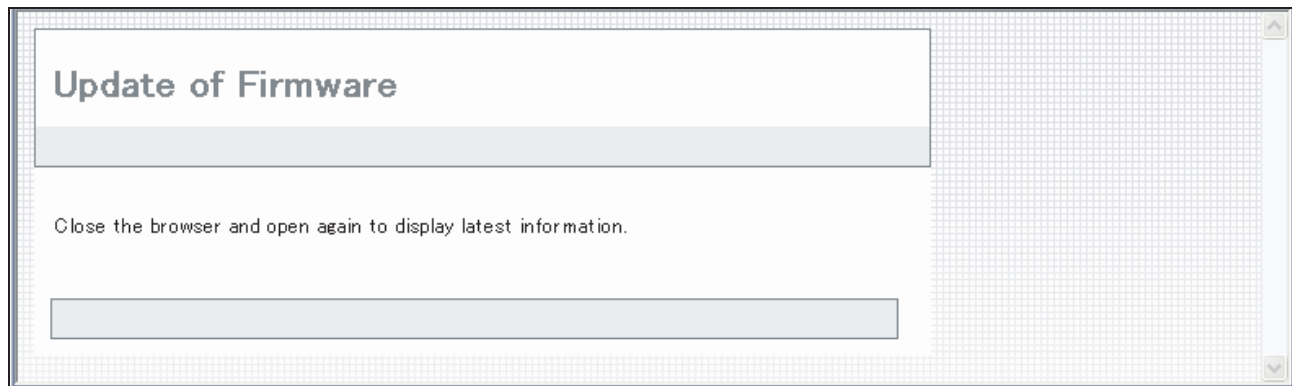 Update of Firmware
Close the browser and open again to display latest information.